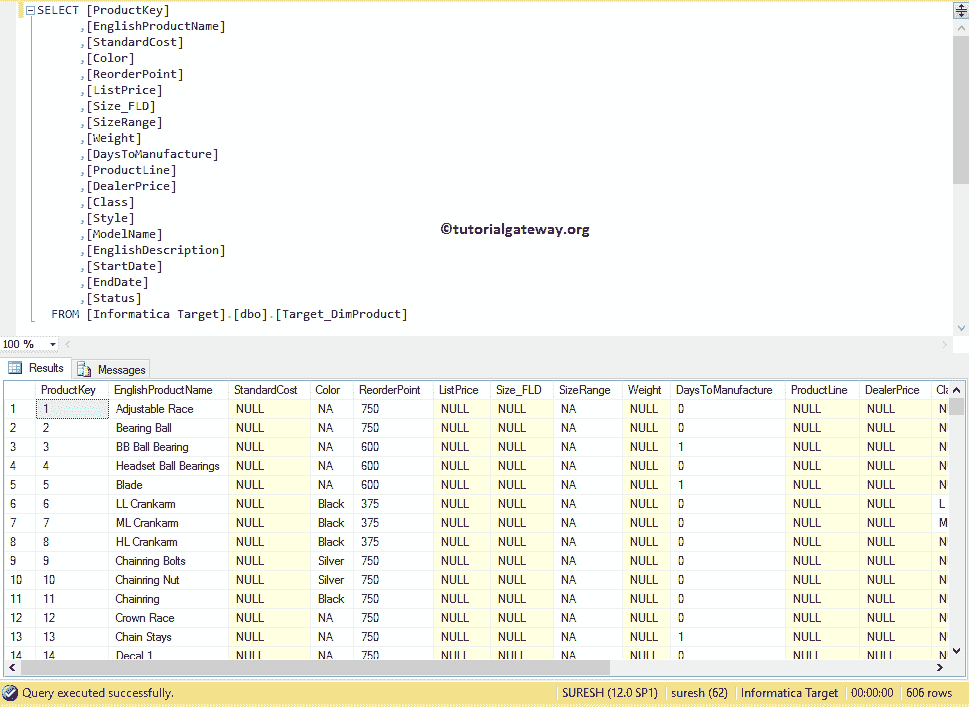 SELECT [ProductKey]
,[EnglishProductName]
,[StandardCost]
,[Color]
,[ReorderPoint]
,[ListPrice]
,[Size_FLD]
,[SizeRange]
,[Weight]
,[DaysToManufacture]
,[ProductLine]
,[DealerPrice]
,[Class]
,[Style]
,[ModelName]
,[EnglishDescription]
,[StartDate]
,[EndDate]
,[Status]
FROM [Informatica Target].[dbo].[Target_DimProduct]
©tutorialgateway.org
100 %
Results Messages
ProductKey EnglishProductName StandardCost Color ReorderPoint ListPrice Size_FLD SizeRange Weight DaysToManufacture ProductLine DealerPrice Cla
1 1 Adjustable Race NULL NA 750 NULL NULL NA NULL 0 NULL NULL N
2 2 Bearing Ball NULL NA 750 NULL NULL NA NULL 0 NULL NULL N
3 3 BB Ball Bearing NULL NA 600 NULL NULL NA NULL 1 NULL NULL N
4 4 Headset Ball Bearings NULL NA 600 NULL NULL NA NULL 0 NULL NULL N
5 5 Blade NULL NA 600 NULL NULL NA NULL 1 NULL NULL N
6 6 LL Crankarm NULL Black 375 NULL NULL NA NULL 0 NULL NULL L
7 7 ML Crankarm NULL Black 375 NULL NULL NA NULL 0 NULL NULL M
8 8 HL Crankarm NULL Black 375 NULL NULL NA NULL 0 NULL NULL N
9 9 Chainring Bolts NULL Silver 750 NULL NULL NA NULL 0 NULL NULL N
10 10 Chainring Nut NULL Silver 750 NULL NULL NA NULL 0 NULL NULL N
11 11 Chainring NULL Black 750 NULL NULL NA NULL 0 NULL NULL N
12 12 Crown Race NULL NA 750 NULL NULL NA NULL 0 NULL NULL N
13 13 Chain Stays NULL NA 750 NULL NULL NA NULL 1 NULL NULL N
14 14 Decal 1 NULL NA 750 NULL NULL NA NULL 0 NULL NULL N
Query executed successfully. SURESH (12.0 SP1) suresh (62) Informatica Target 00:00:00 606 rows